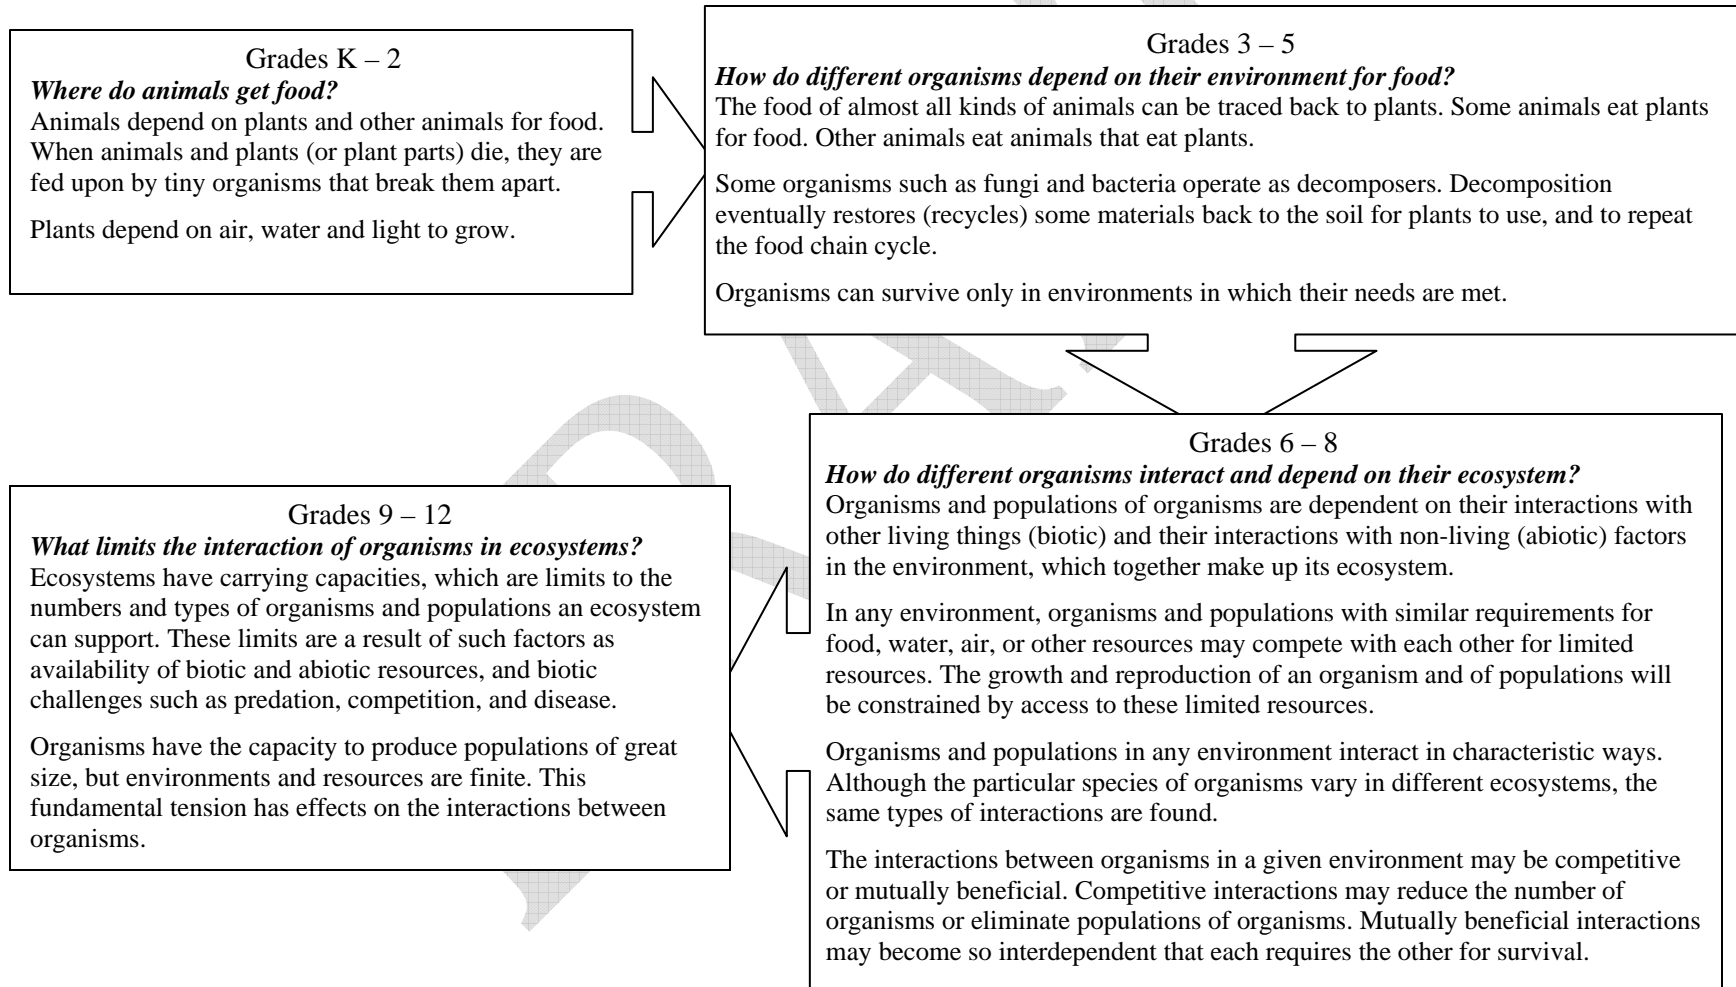 Grades K – 2
Where do animals get food?
Animals depend on plants and other animals for food.
When animals and plants (or plant parts) die, they are
fed upon by tiny organisms that break them apart.
Plants depend on air, water and light to grow.
Grades 3 – 5
How do different organisms depend on their environment for food?
The food of almost all kinds of animals can be traced back to plants. Some animals eat plants
for food. Other animals eat animals that eat plants.
Some organisms such as fungi and bacteria operate as decomposers. Decomposition
eventually restores (recycles) some materials back to the soil for plants to use, and to repeat
the food chain cycle.
Organisms can survive only in environments in which their needs are met.
Grades 6 – 8
How do different organisms interact and depend on their ecosystem?
Organisms and populations of organisms are dependent on their interactions with
other living things (biotic) and their interactions with non-living (abiotic) factors
in the environment, which together make up its ecosystem.
In any environment, organisms and populations with similar requirements for
food, water, air, or other resources may compete with each other for limited
resources. The growth and reproduction of an organism and of populations will
be constrained by access to these limited resources.
Organisms and populations in any environment interact in characteristic ways.
Although the particular species of organisms vary in different ecosystems, the
same types of interactions are found.
The interactions between organisms in a given environment may be competitive
or mutually beneficial. Competitive interactions may reduce the number of
organisms or eliminate populations of organisms. Mutually beneficial interactions
may become so interdependent that each requires the other for survival.
Grades 9 – 12
What limits the interaction of organisms in ecosystems?
Ecosystems have carrying capacities, which are limits to the
numbers and types of organisms and populations an ecosystem
can support. These limits are a result of such factors as
availability of biotic and abiotic resources, and biotic
challenges such as predation, competition, and disease.
Organisms have the capacity to produce populations of great
size, but environments and resources are finite. This
fundamental tension has effects on the interactions between
organisms.